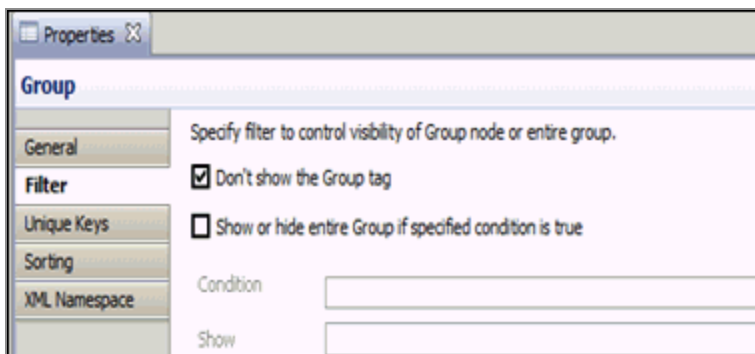 Properties
Group
Specify filter to control visibility of Group node or entire group.
General
Don't show the Group tag
Filter
Unique Keys
Show or hide entire Group if specified condition is true
Sorting
Condition
XML Namespace
Show